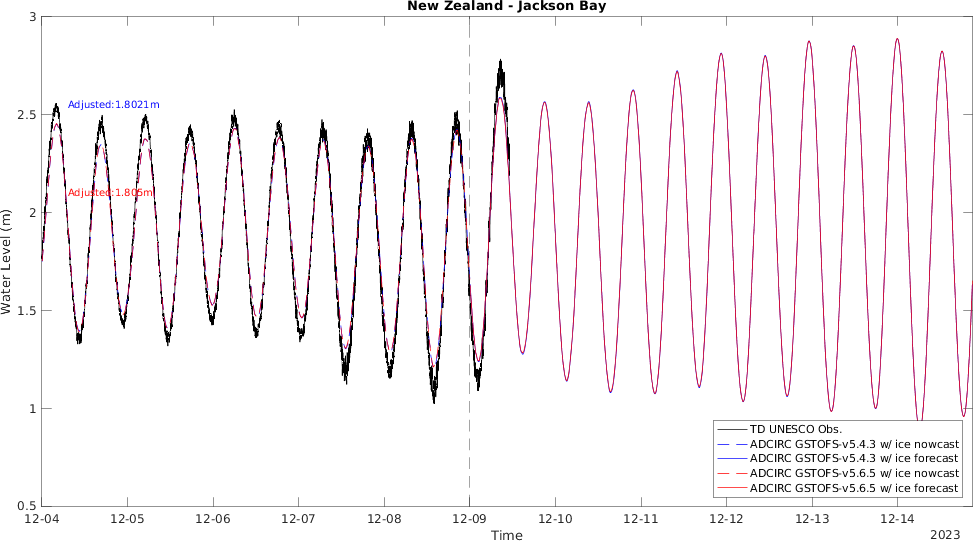 New Zealand - Jackson Bay
3
2.5
2
1.5
1
0.5
Water Level (m)
Adjusted:1.8021m
Adjusted:1.805m
TD UNESCO Obs.
ADCIRC GSTOFS-v5.4.3 w/ ice nowcast
ADCIRC GSTOFS-v5.4.3 w/ ice forecast
ADCIRC GSTOFS-v5.6.5 w/ ice nowcast
ADCIRC GSTOFS-v5.6.5 w/ ice forecast
12-04 12-05 12-06 12-07 12-08 12-09 12-10 12-11 12-12 12-13 12-14
Time
2023